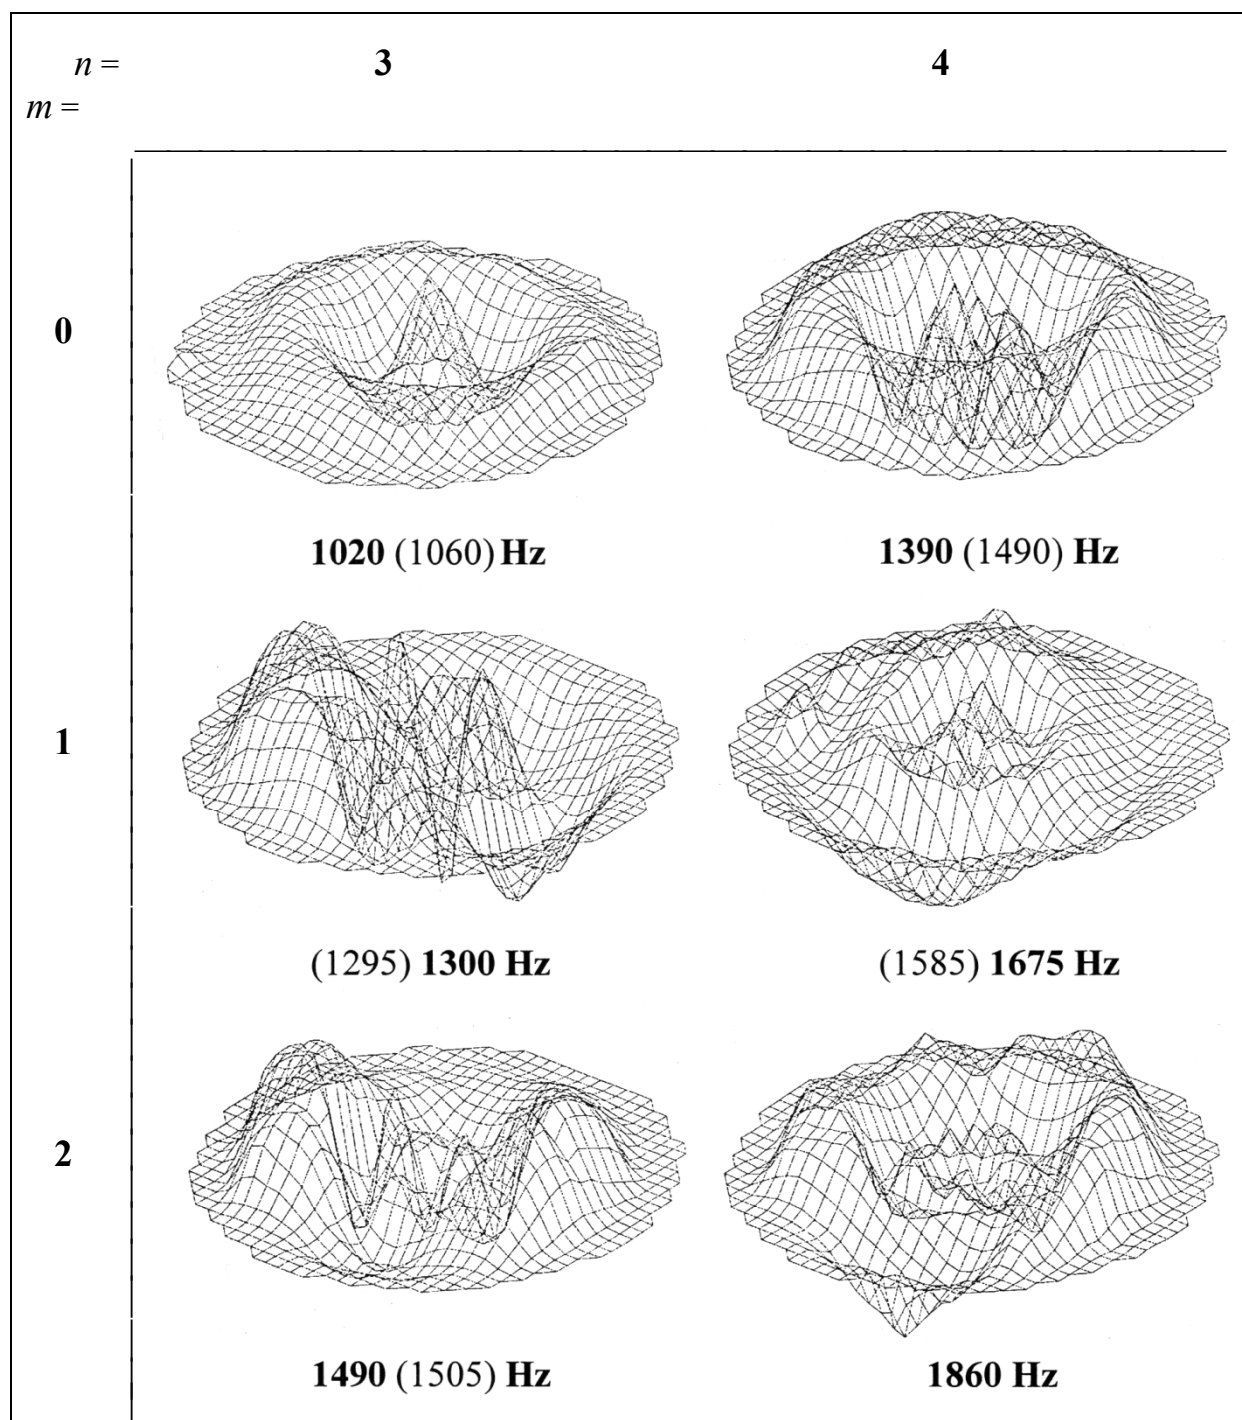 n = 3 4
m =
0
1020 (1060) Hz 1390 (1490) Hz
1
(1295) 1300 Hz (1585) 1675 Hz
2
1490 (1505) Hz 1860 Hz